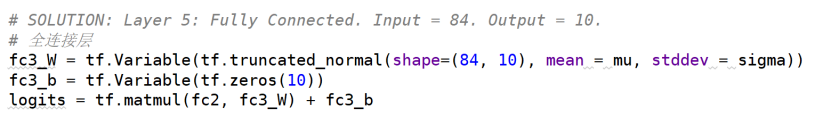 # SOLUTION: Layer 5: Fully Connected. Input = 84. Output = 10.
# 全连接层
fc3_W = tf.Variable(tf.truncated_normal(shape=(84, 10), mean = mu, stddev = sigma))
fc3_b = tf.Variable(tf.zeros(10))
logits = tf.matmul(fc2, fc3_W) + fc3_b